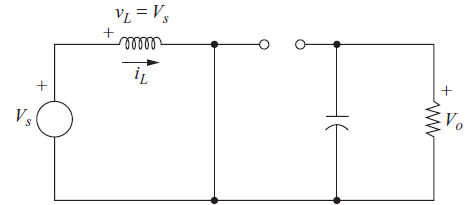 v_L = V_s
+
i_L
+
V_s
+
V_o